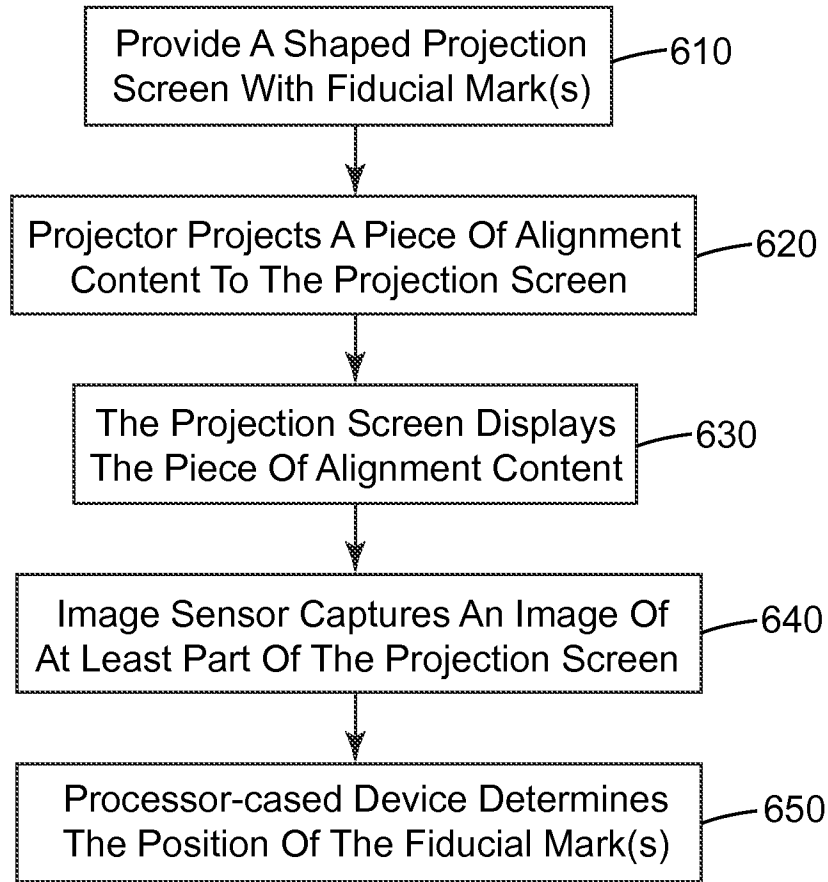 Provide A Shaped Projection
Screen With Fiducial Mark(s)
610
Projector Projects A Piece Of Alignment
Content To The Projection Screen
620
The Projection Screen Displays
The Piece Of Alignment Content
630
Image Sensor Captures An Image Of
At Least Part Of The Projection Screen
640
Processor-cased Device Determines
The Position Of The Fiducial Mark(s)
650